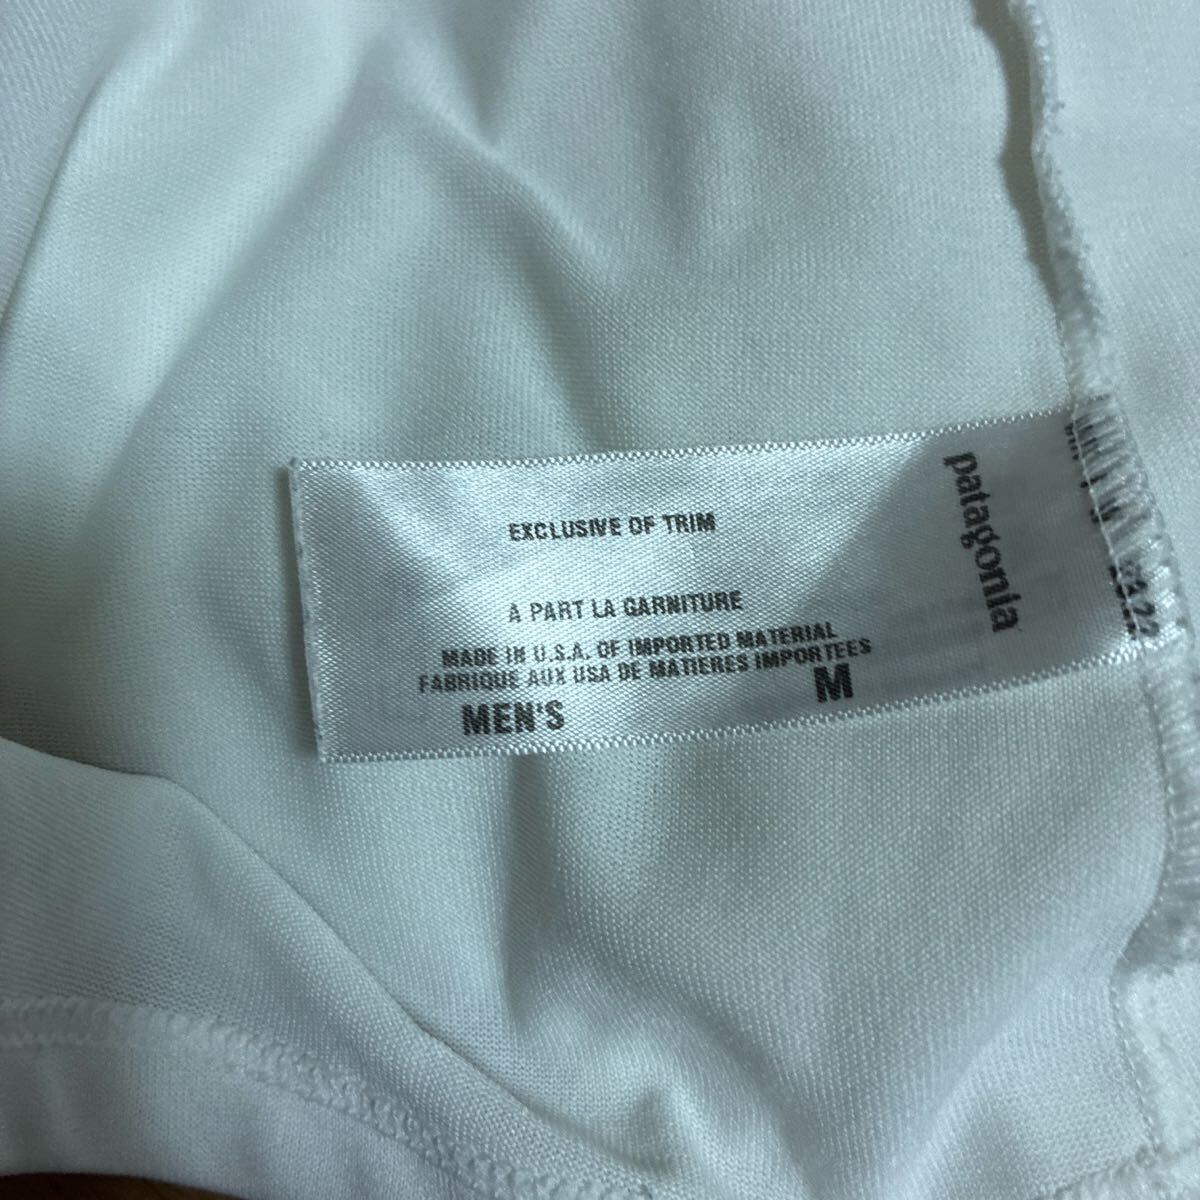 EXCLUSIVE OF TRIM
A PART LA GARNITURE
MADE IN U.S.A. OF IMPORTED MATERIAL
FABRIQUE AUX USA DE MATIERES IMPORTEES
MEN'S M
patagonia